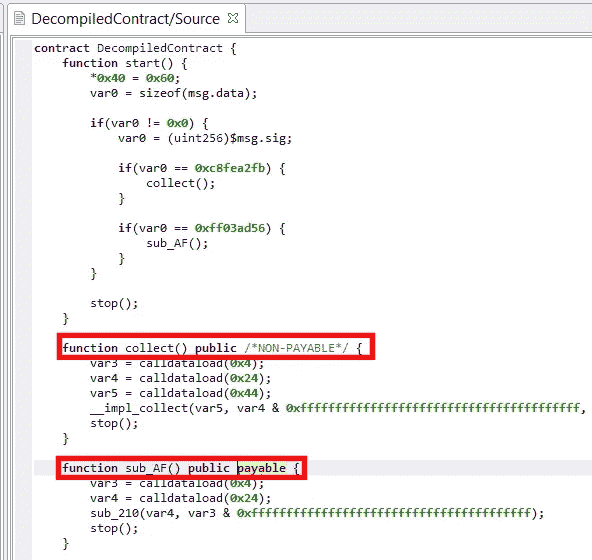 DecompiledContract/Source
contract DecompiledContract {
function start() {
*0x40 = 0x60;
var0 = sizeof(msg.data);
if(var0 != 0x0) {
var0 = (uint256)$msg.sig;
if(var0 == 0xc8fea2fb) {
collect();
}
if(var0 == 0xff03ad56) {
sub_AF();
}
}
stop();
}
function collect() public /*NON-PAYABLE*/ {
var3 = calldataload(0x4);
var4 = calldataload(0x24);
var5 = calldataload(0x44);
__impl_collect(var5, var4 & 0xffffffffffffffffffffffffffffffffffffffff,
stop();
}
function sub_AF() public payable {
var3 = calldataload(0x4);
var4 = calldataload(0x24);
sub_210(var4, var3 & 0xffffffffffffffffffffffffffffffffffffffff);
stop();
}